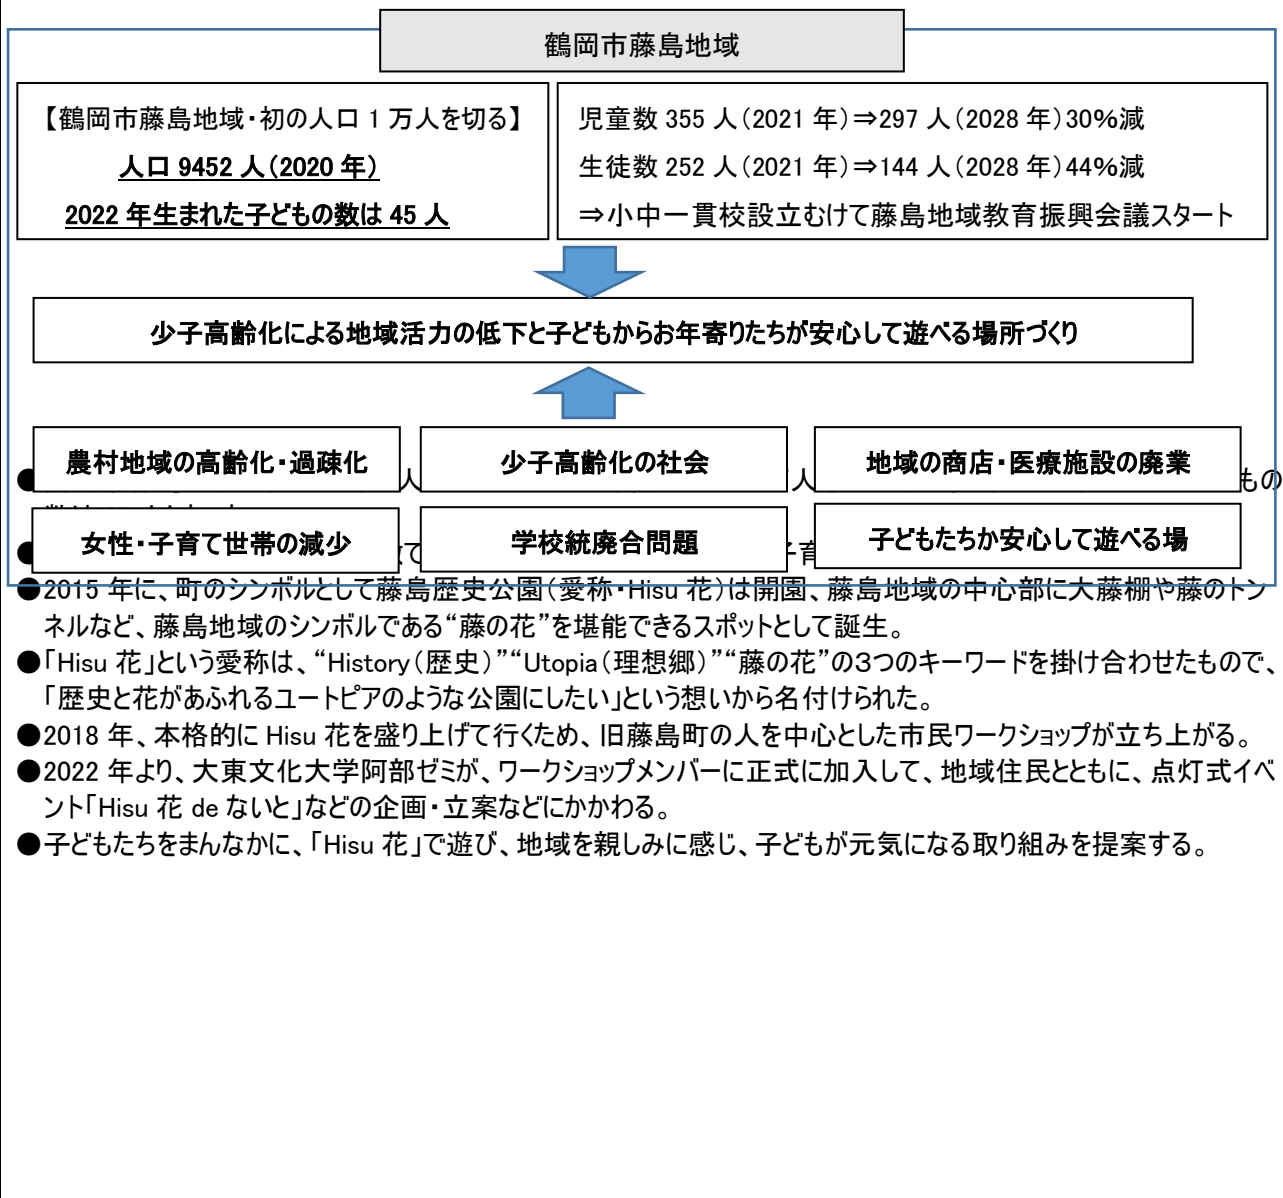 鶴岡市藤島地域
【鶴岡市藤島地域・初の人口 1 万人を切る】
人口 9452 人（2020 年）
2022 年生まれた子どもの数は 45 人
児童数 355 人（2021 年）⇒297 人（2028 年）30％減
生徒数 252 人（2021 年）⇒144 人（2028 年）44％減
⇒小中一貫校設立むけて藤島地域教育振興会議スタート
少子高齢化による地域活力の低下と子どもからお年寄りたちが安心して遊べる場所づくり
農村地域の高齢化・過疎化
少子高齢化の社会
地域の商店・医療施設の廃業
● 人 人 もの
女性・子育て世帯の減少
学校統廃合問題
子どもたちか安心して遊べる場
●
●2015 年に、町のシンボルとして藤島歴史公園（愛称・Hisu 花）は開園、藤島地域の中心部に大藤棚や藤のトン
ネルなど、藤島地域のシンボルである“藤の花”を堪能できるスポットとして誕生。
●「Hisu 花」という愛称は、“History（歴史）”“Utopia（理想郷）”“藤の花”の３つのキーワードを掛け合わせたもので、
「歴史と花があふれるユートピアのような公園にしたい」という想いから名付けられた。
●2018 年、本格的に Hisu 花を盛り上げて行くため、旧藤島町の人を中心とした市民ワークショップが立ち上がる。
●2022 年より、大東文化大学阿部ゼミが、ワークショップメンバーに正式に加入して、地域住民とともに、点灯式イベ
ント「Hisu 花 de ないと」などの企画・立案などにかかわる。
●子どもたちをまんなかに、「Hisu 花」で遊び、地域を親しみに感じ、子どもが元気になる取り組みを提案する。